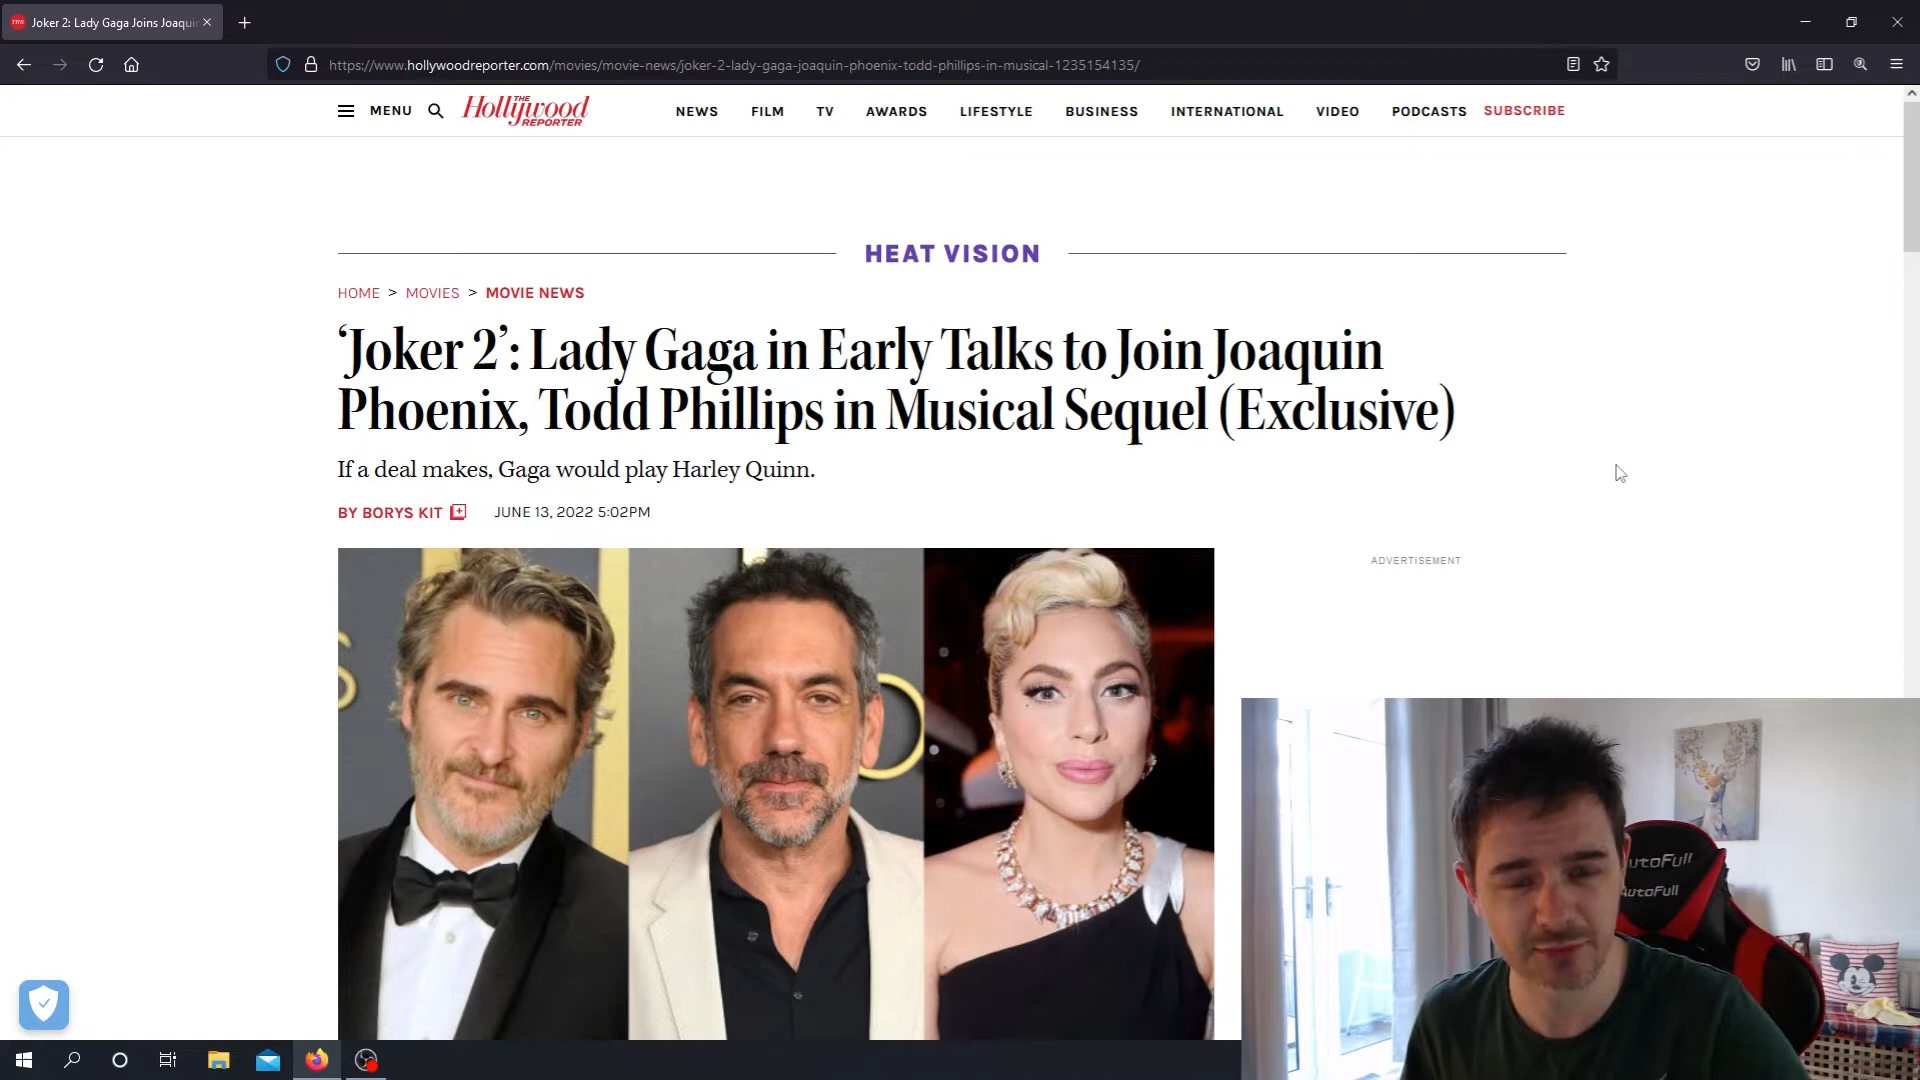 Joker 2: Lady Gaga Joins Joaqui
https://www.hollywoodreporter.com/movies/movie-news/joker-2-lady-gaga-joaquin-phoenix-todd-phillips-in-musical-1235154135/
MENU
THE
Hollywood
REPORTER
NEWS FILM TV AWARDS LIFESTYLE BUSINESS INTERNATIONAL VIDEO PODCASTS SUBSCRIBE
HEAT VISION
HOME > MOVIES > MOVIE NEWS
‘Joker 2’: Lady Gaga in Early Talks to Join Joaquin
Phoenix, Todd Phillips in Musical Sequel (Exclusive)
If a deal makes, Gaga would play Harley Quinn.
BY BORYS KIT JUNE 13, 2022 5:02PM
ADVERTISEMENT
AutoFull
AutoFull